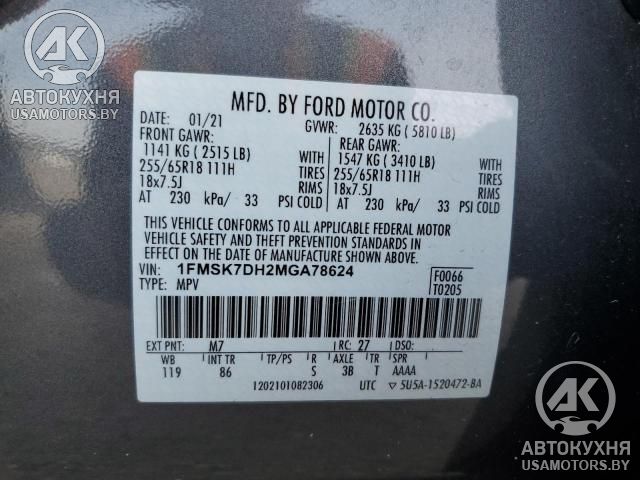 АК
АВТОКУХНЯ
USAMOTORS.BY
MFD. BY FORD MOTOR CO.
DATE: 01/21 GVWR: 2635 KG ( 5810 LB)
FRONT GAWR: REAR GAWR:
1141 KG ( 2515 LB) WITH 1547 KG ( 3410 LB) WITH
255/65R18 111H TIRES 255/65R18 111H TIRES
18x7.5J RIMS 18x7.5J RIMS
AT 230 kPa/ 33 PSI COLD AT 230 kPa/ 33 PSI COLD
THIS VEHICLE CONFORMS TO ALL APPLICABLE FEDERAL MOTOR
VEHICLE SAFETY AND THEFT PREVENTION STANDARDS IN
EFFECT ON THE DATE OF MANUFACTURE SHOWN ABOVE.
VIN: 1FMSK7DH2MGA78624 F0066
TYPE: MPV T0205
EXT PNT: M7 RC: 27 DSO:
WB INT TR TP/PS R AXLE TR SPR
119 86 S 3B T AAAA
1202101082306 UTC ▽ 5U5A-1520472-BA
АК
АВТОКУХНЯ
USAMOTORS.BY